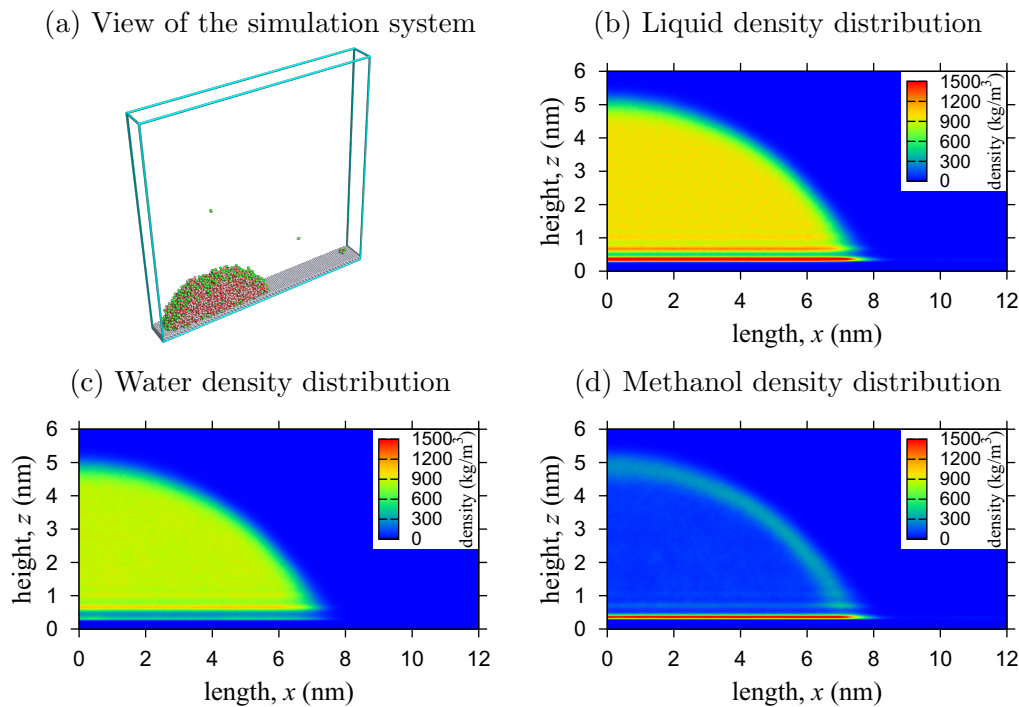 (a) View of the simulation system
(b) Liquid density distribution
6
5
4
3
2
1
0
height, z (nm)
0 2 4 6 8 10 12
length, x (nm)
1500
1200
900
600
300
0
density (kg/m³)
(c) Water density distribution
6
5
4
3
2
1
0
height, z (nm)
0 2 4 6 8 10 12
length, x (nm)
1500
1200
900
600
300
0
density (kg/m³)
(d) Methanol density distribution
6
5
4
3
2
1
0
height, z (nm)
0 2 4 6 8 10 12
length, x (nm)
1500
1200
900
600
300
0
density (kg/m³)